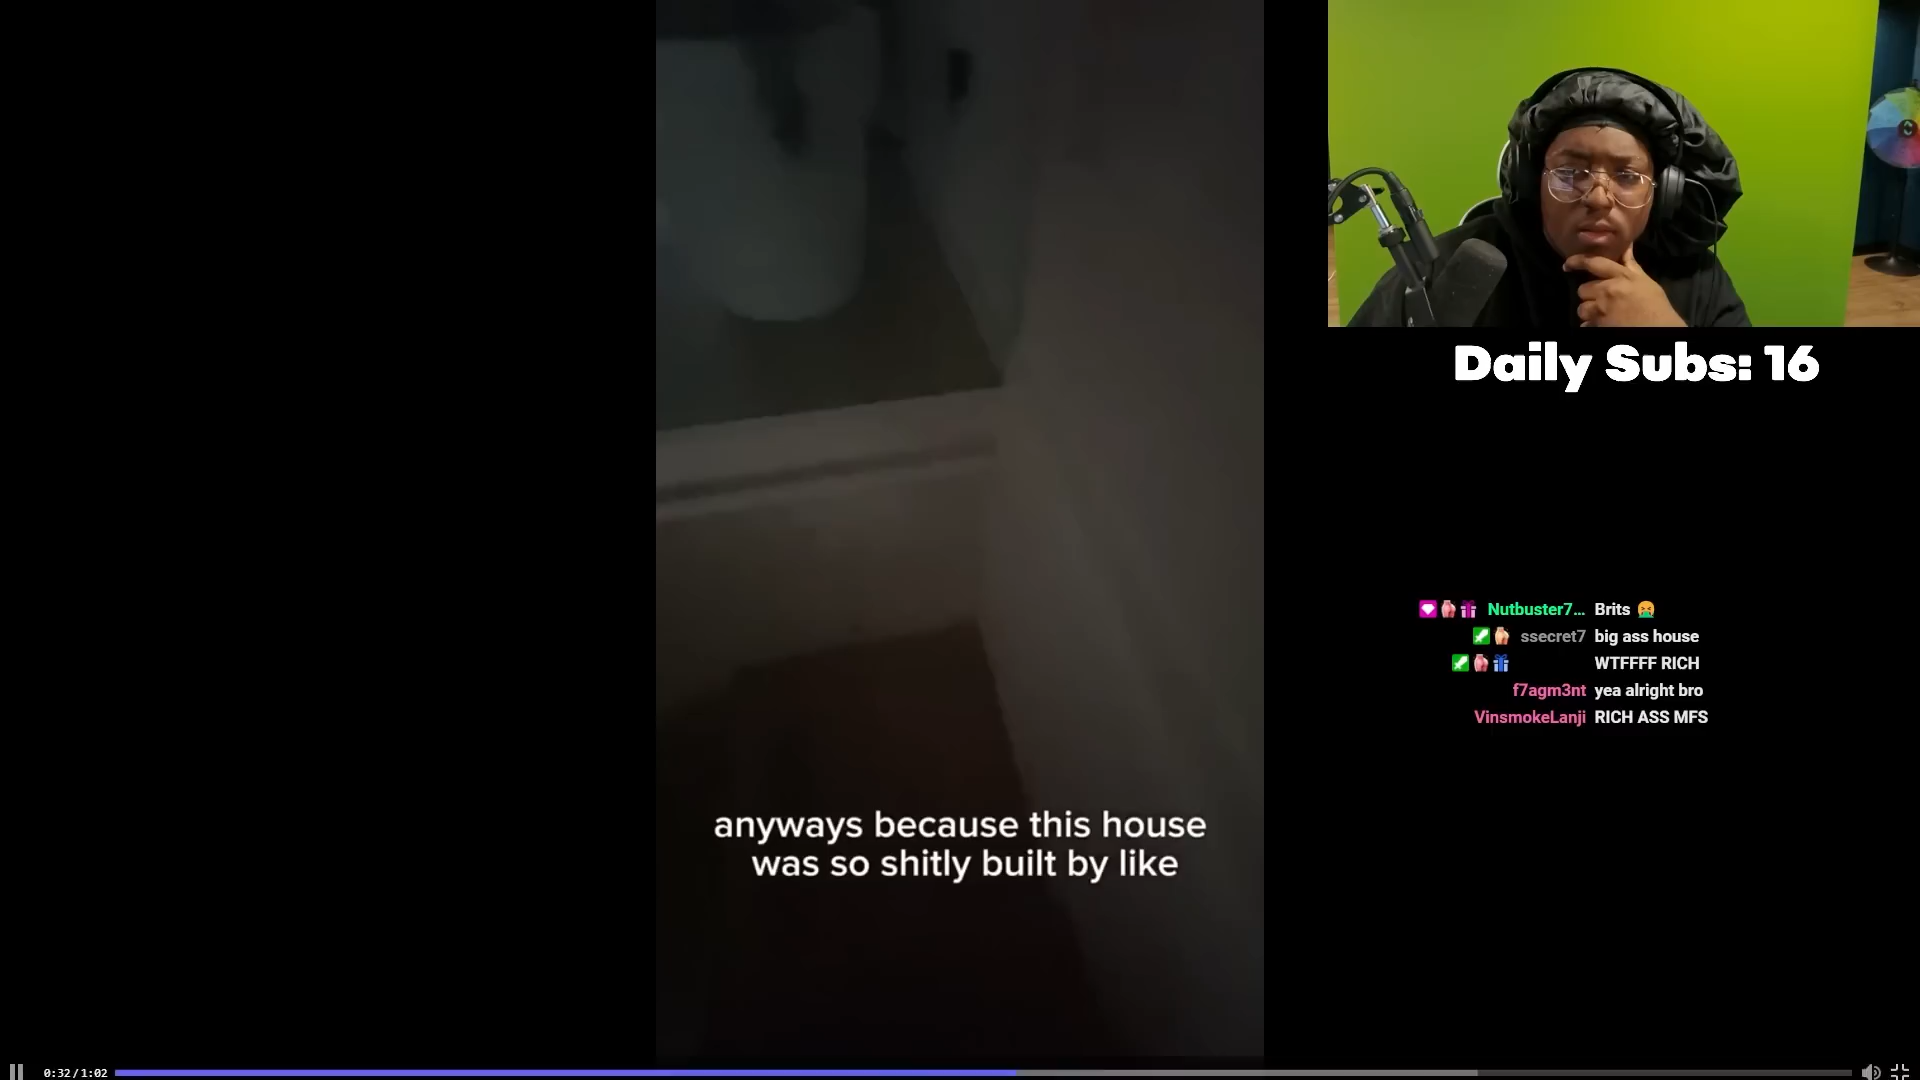 Daily Subs: 16
Nutbuster7... Brits
ssecret7 big ass house
WTFFFF RICH
f7agm3nt yea alright bro
VinsmokeLanji RICH ASS MFS
anyways because this house
was so shitly built by like
0:32/1:02